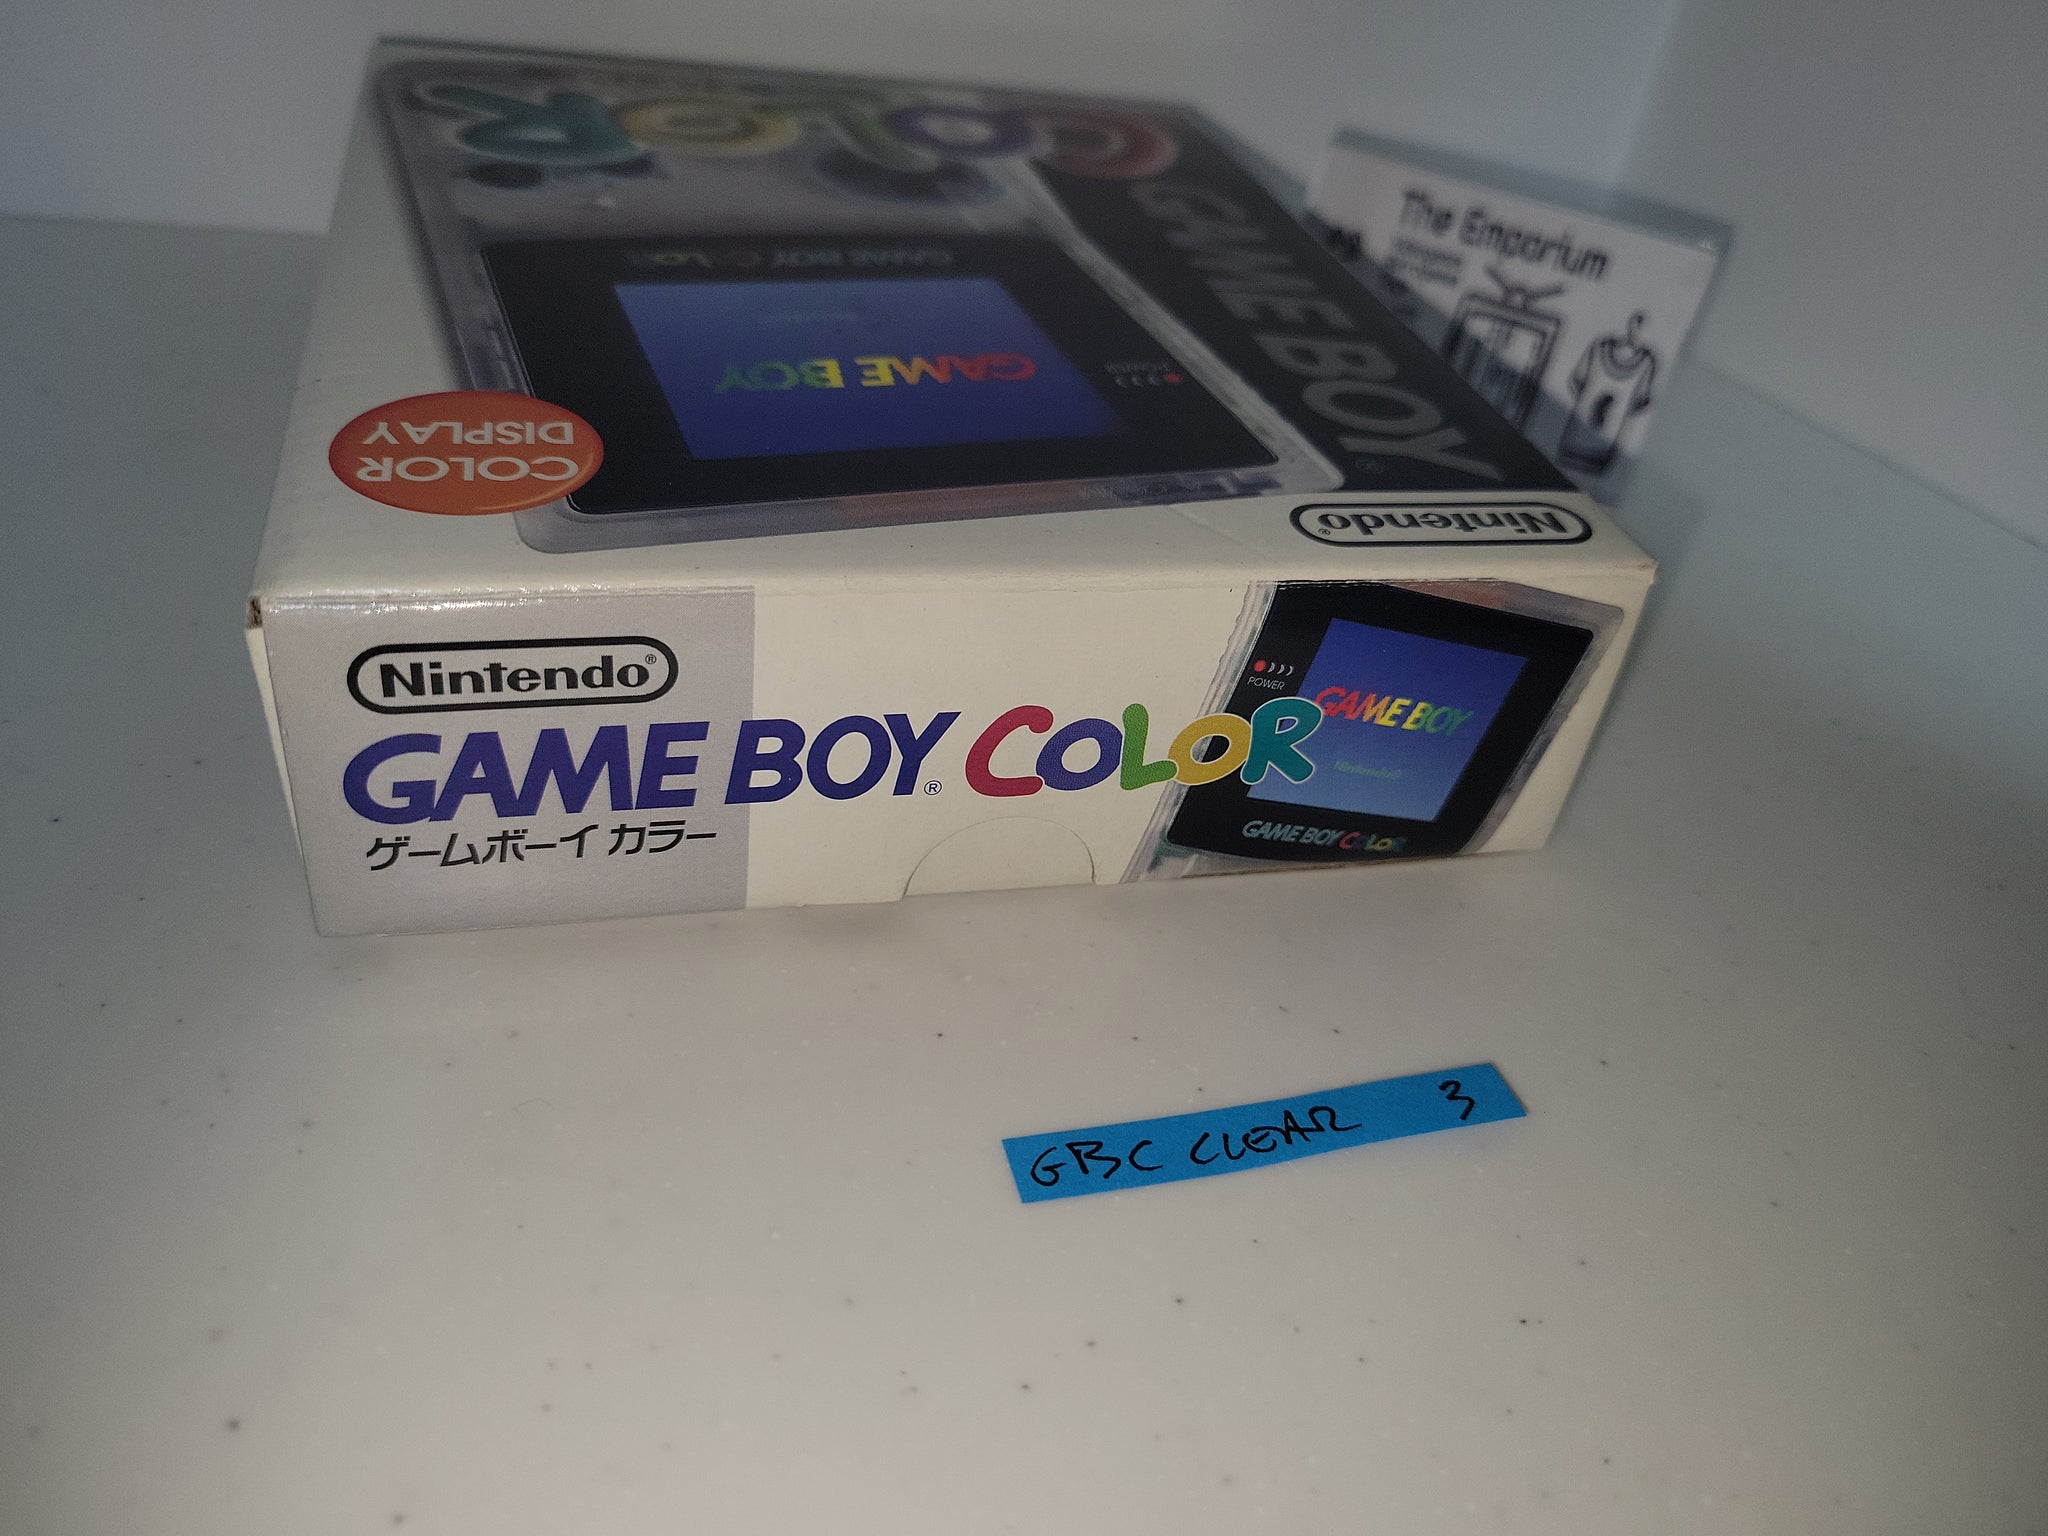 COLOR
GAME BOY
GAME BOY COLOR
POWER
GAME BOY
COLOR
DISPLAY
Nintendo®
The Emporium
Nintendo®
GAME BOY® COLOR
ゲームボーイ カラー
POWER
GAME BOY
Nintendo®
GAME BOY COLOR
GBC CLEAR 3